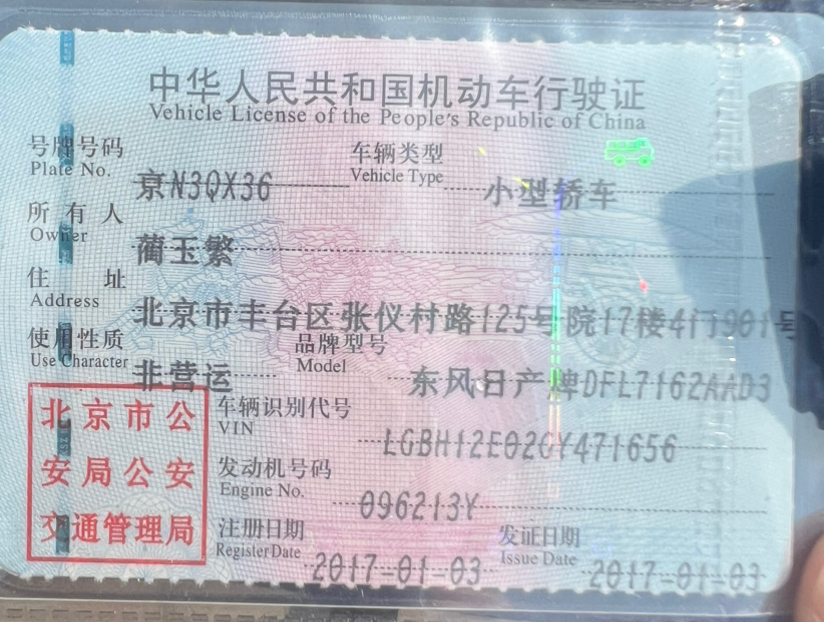 中华人民共和国机动车行驶证
Vehicle License of the People's Republic of China
号牌号码 京N3QX36 车辆类型 小型轿车
Plate No. Vehicle Type
所有人 蔺玉繁
Owner
住址 北京市丰台区张仪村路125号院17楼4门901号
Address
使用性质 非营运 品牌型号 东风日产牌DFL7162AAD3
Use Character Model
北京市公
安局公安
交通管理局
车辆识别代号 LGBH12E02GY471656
VIN
发动机号码 096213Y
Engine No.
注册日期 2017-01-03 发证日期 2017-01-03
Register Date Issue Date